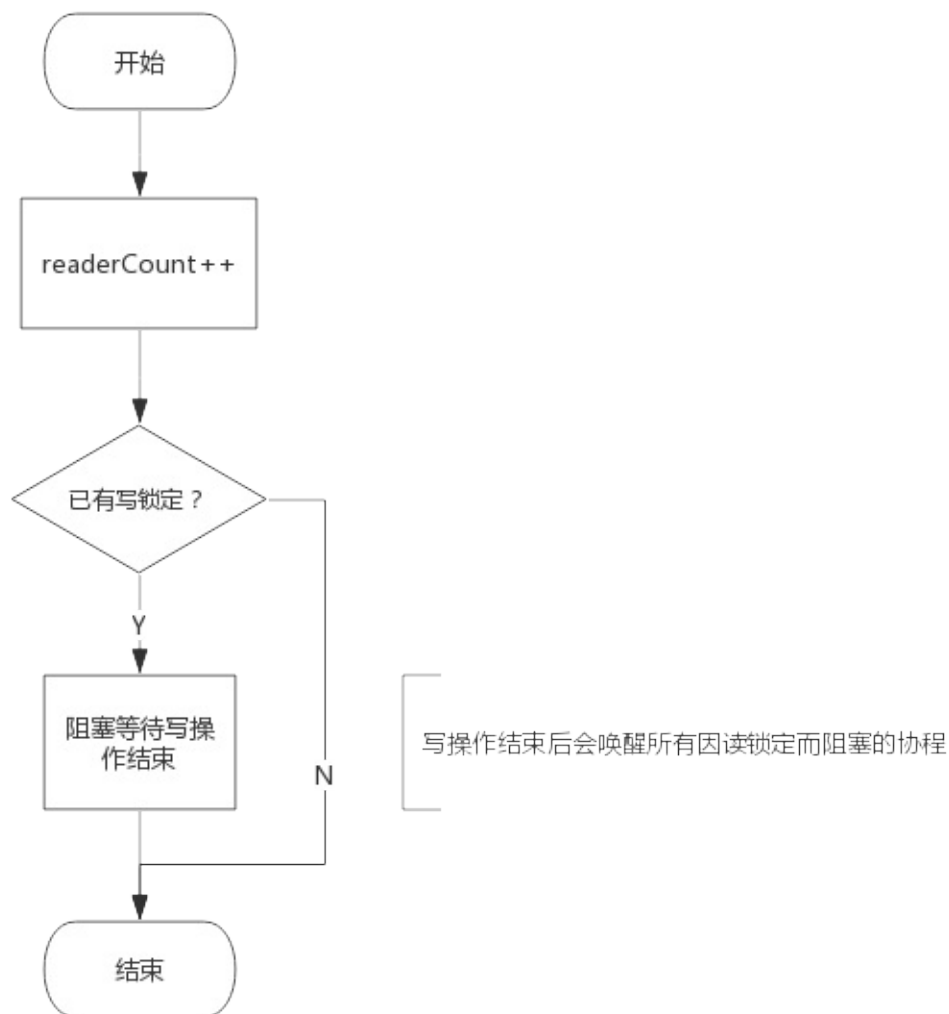 开始
readerCount++
已有写锁定？
Y
阻塞等待写操
作结束
写操作结束后会唤醒所有因读锁定而阻塞的协程
N
结束